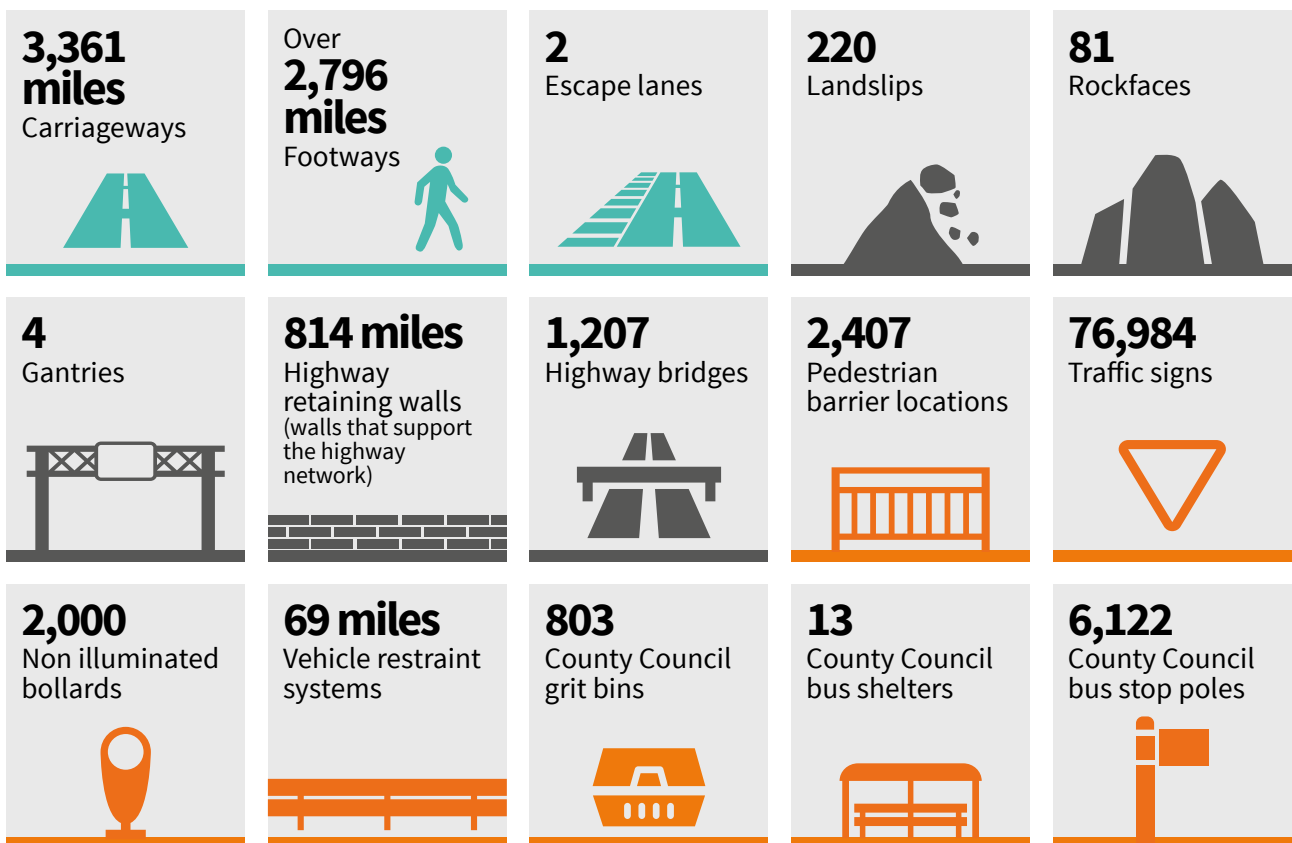 3,361
miles
Carriageways
Over
2,796
miles
Footways
2
Escape lanes
220
Landslips
81
Rockfaces
4
Gantries
814 miles
Highway
retaining walls
(walls that support
the highway
network)
1,207
Highway bridges
2,407
Pedestrian
barrier locations
76,984
Traffic signs
2,000
Non illuminated
bollards
69 miles
Vehicle restraint
systems
803
County Council
grit bins
13
County Council
bus shelters
6,122
County Council
bus stop poles